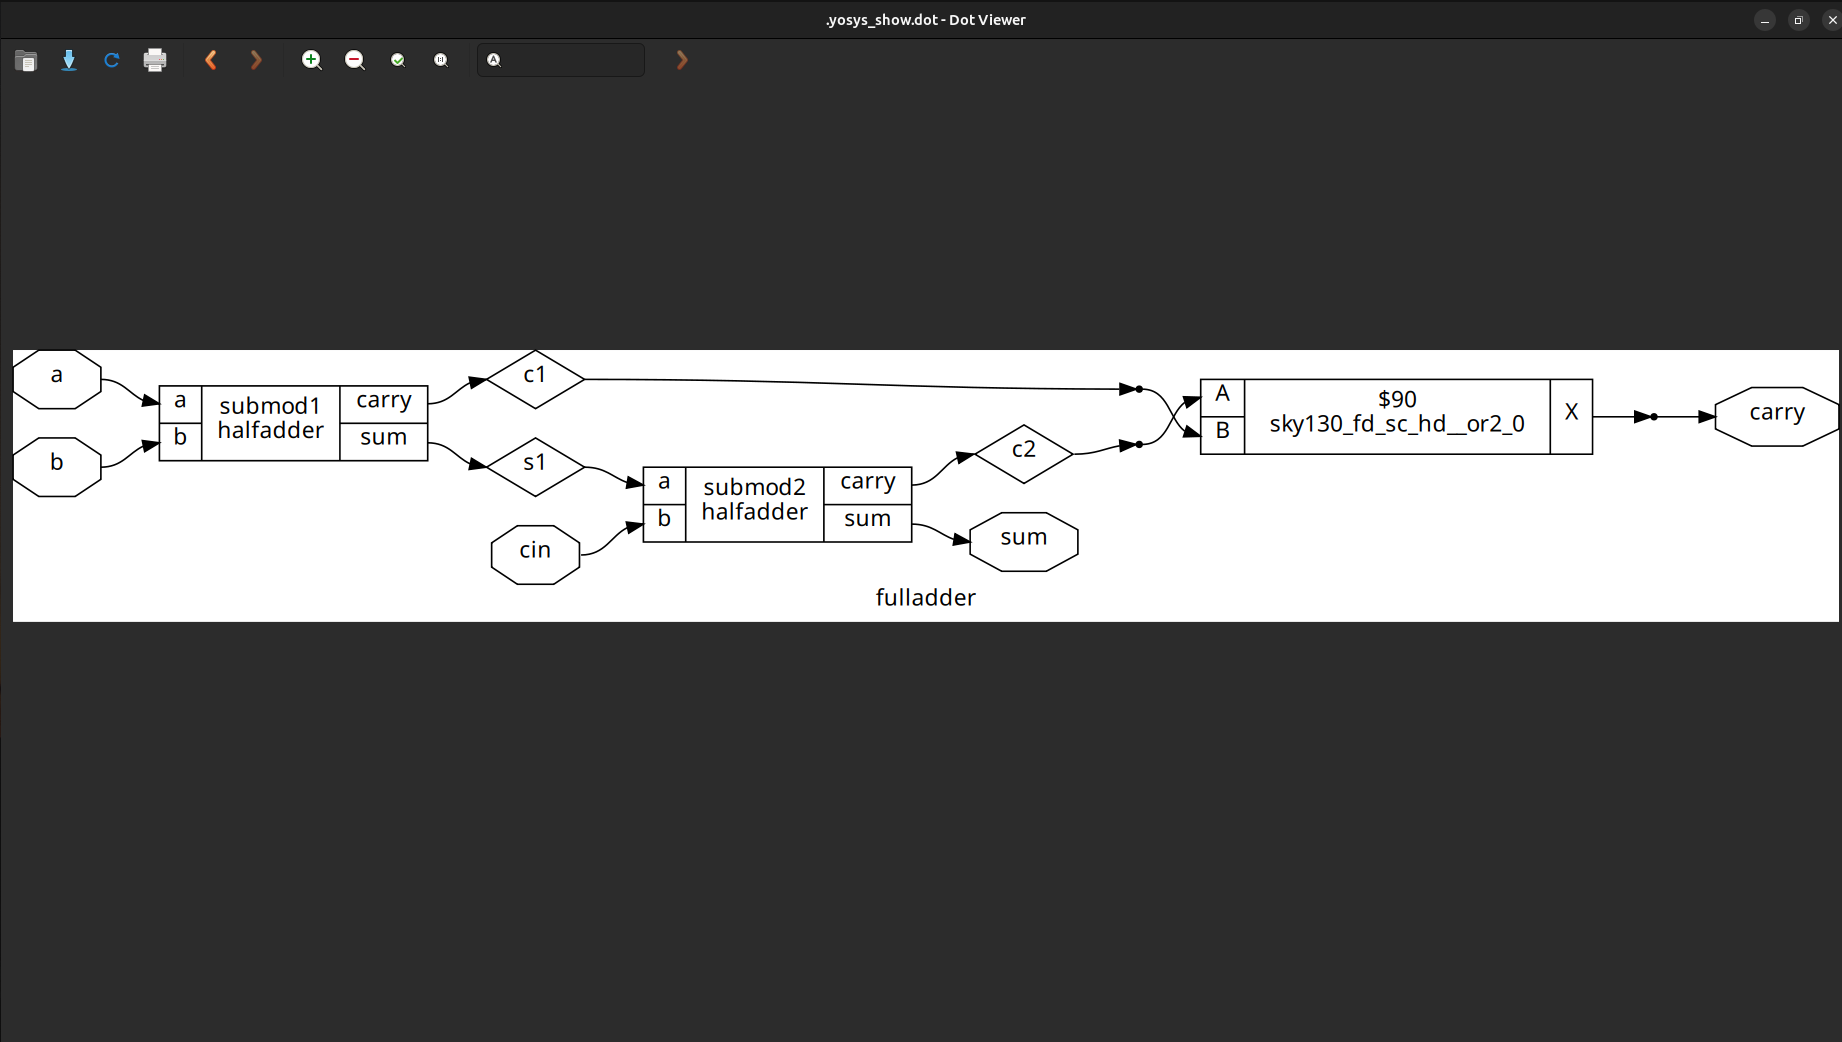 .yosys_show.dot - Dot Viewer
a
b
a
b
submod1
halfadder
carry
sum
c1
s1
cin
a
b
submod2
halfadder
carry
sum
c2
sum
A
B
$90
sky130_fd_sc_hd__or2_0
X
carry
fulladder